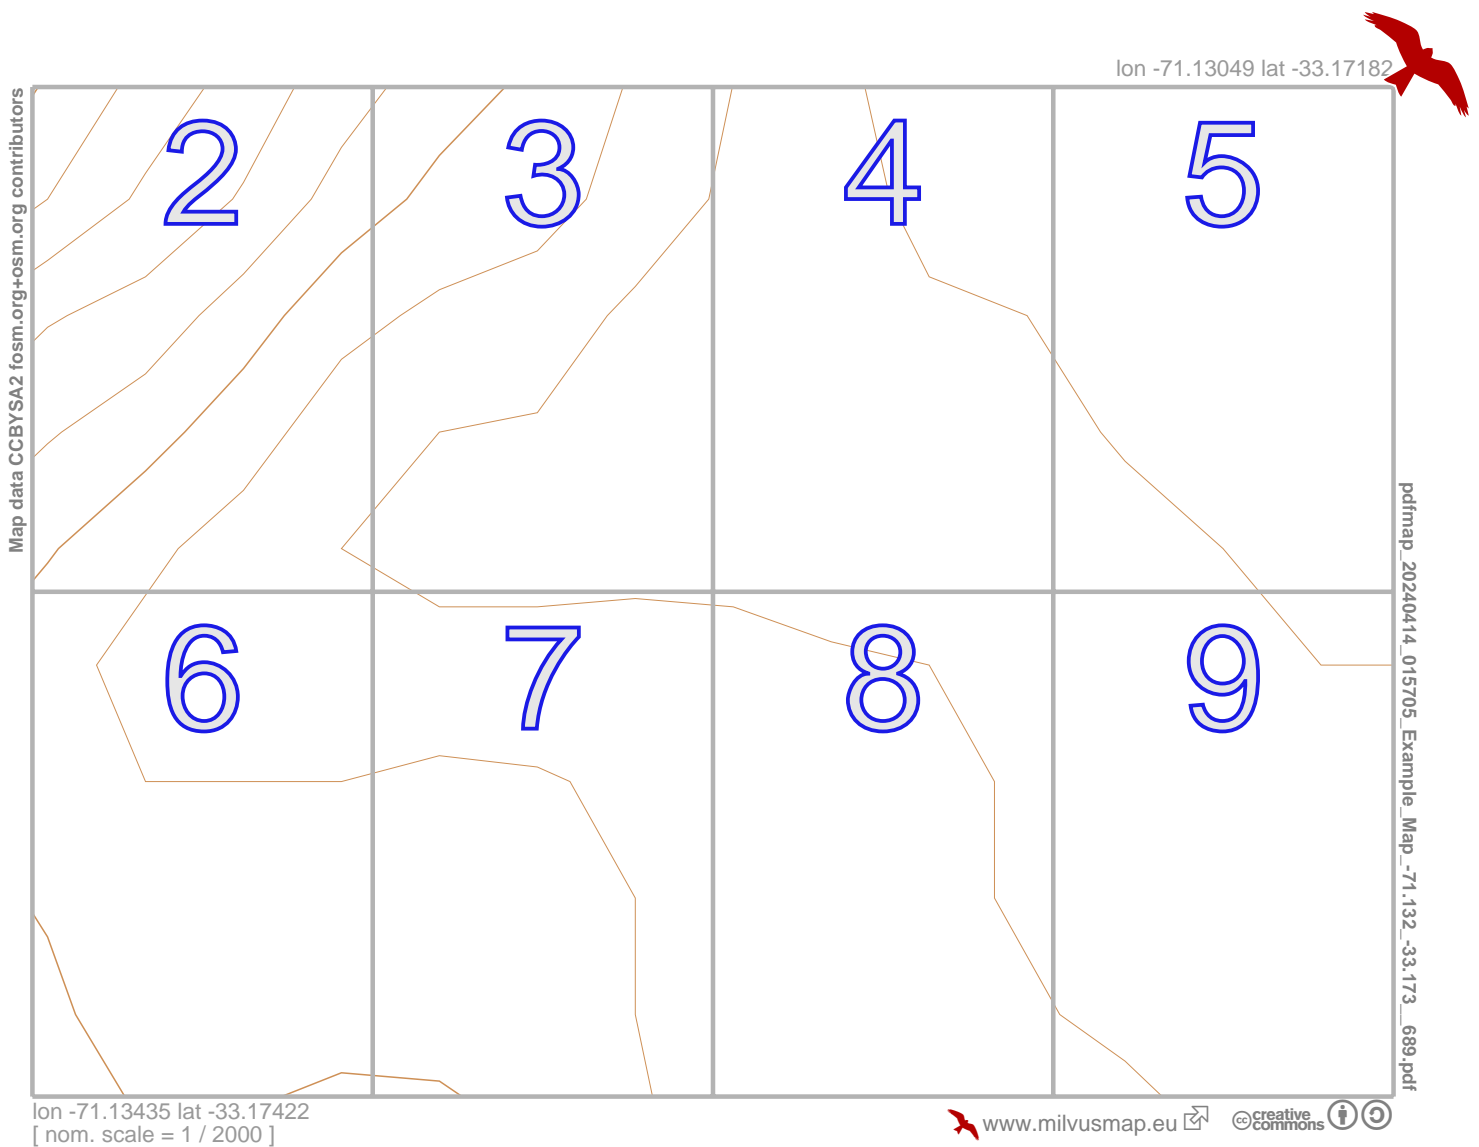 lon -71.13049 lat -33.17182
Map data CCBYSA2 fosm.org+osm.org contributors
2
3
4
5
6
7
8
9
pdfmap_20240414_015705_Example_Map_-71.132_-33.173__689.pdf
lon -71.13435 lat -33.17422
[ nom. scale = 1 / 2000 ]
www.milvusmap.eu
cc creative commons